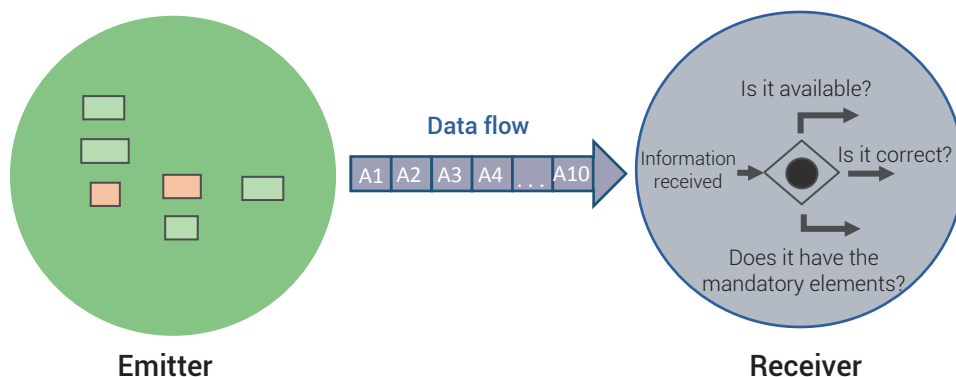 Data flow
A1 A2 A3 A4 ... A10
Is it available?
Information
received
Is it correct?
Does it have the
mandatory elements?
Emitter
Receiver